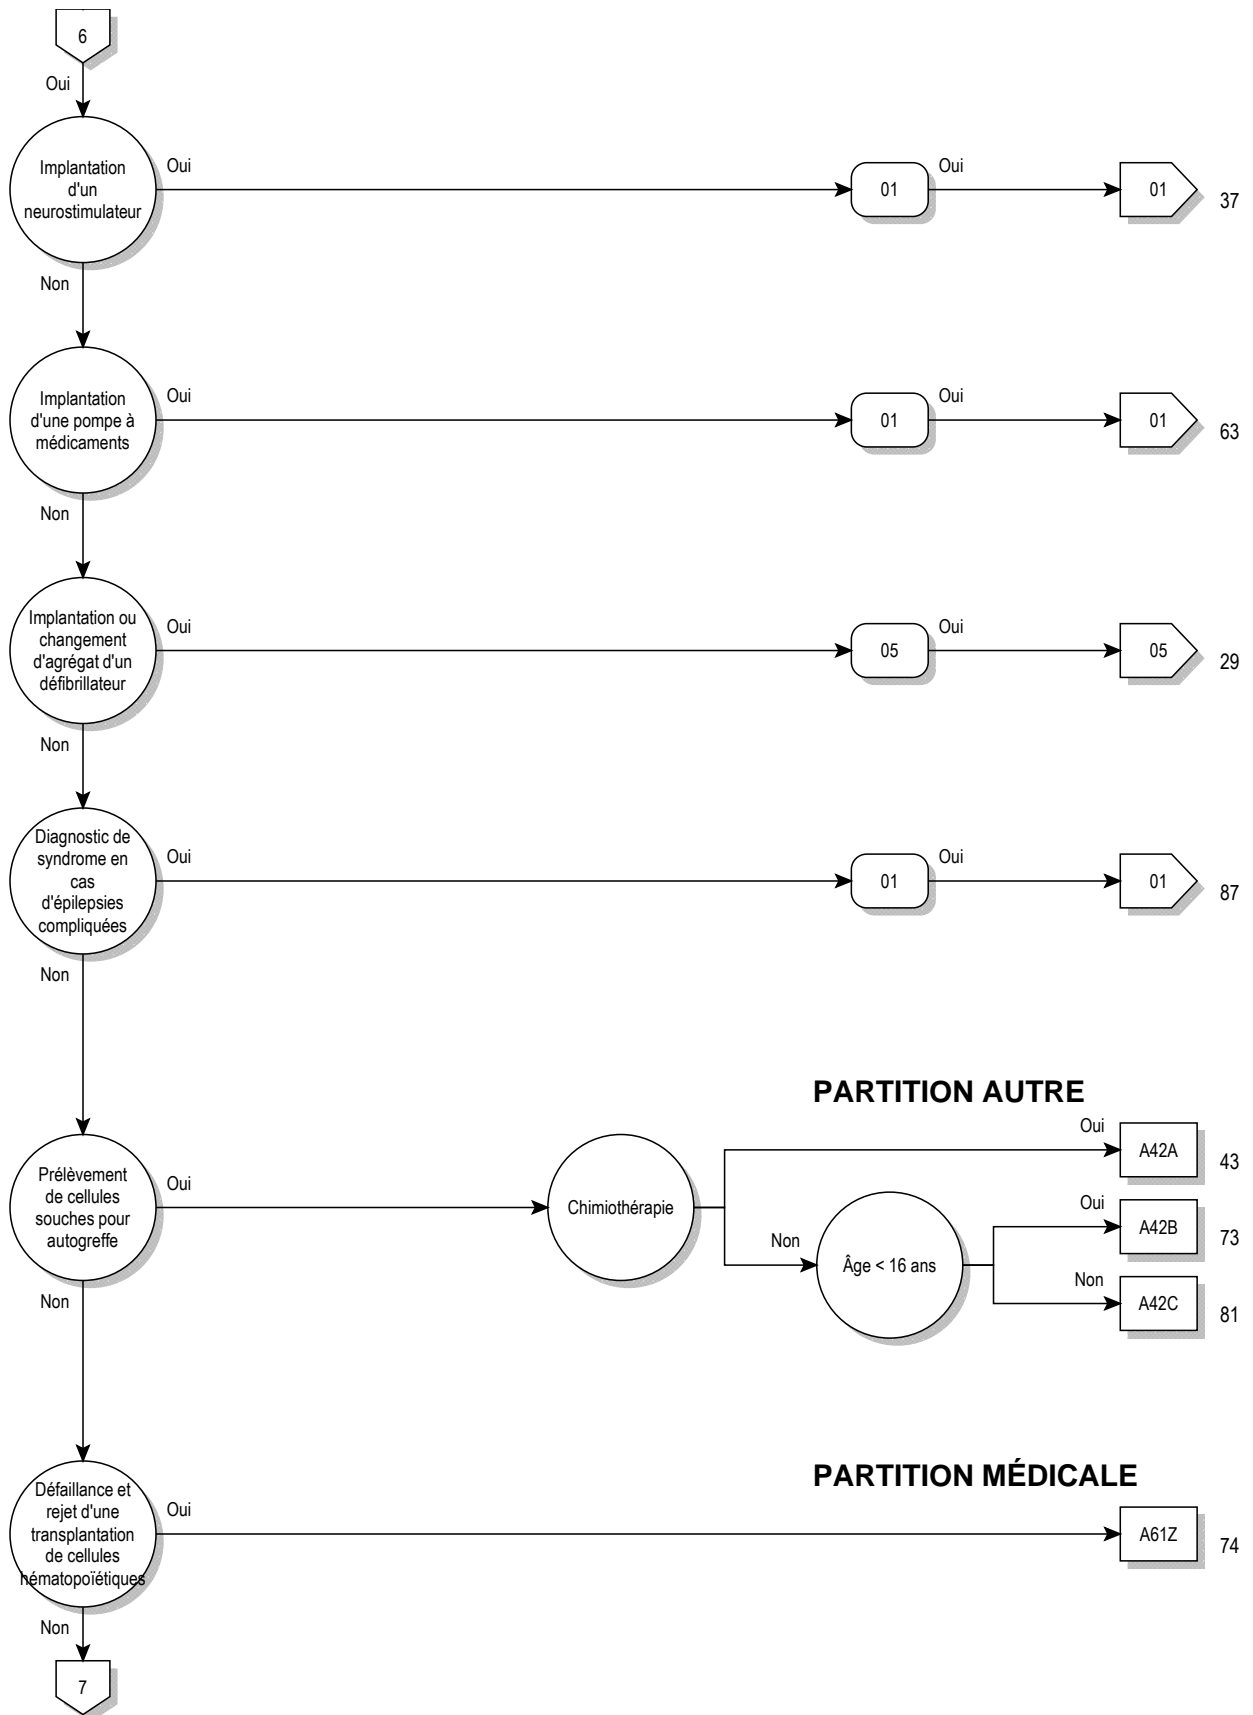 6
Oui
Implantation
d'un
neurostimulateur
Oui
01
Oui
01
37
Non
Implantation
d'une pompe à
médicaments
Oui
01
Oui
01
63
Non
Implantation ou
changement
d'agrégat d'un
défibrillateur
Oui
05
Oui
05
29
Non
Diagnostic de
syndrome en
cas
d'épilepsies
compliquées
Oui
01
Oui
01
87
Non
PARTITION AUTRE
Prélèvement
de cellules
souches pour
autogreffe
Oui
Chimiothérapie
Oui
A42A
43
Non
Âge < 16 ans
Oui
A42B
73
Non
A42C
81
Non
PARTITION MÉDICALE
Défaillance et
rejet d'une
transplantation
de cellules
hématopoïétiques
Oui
A61Z
74
Non
7